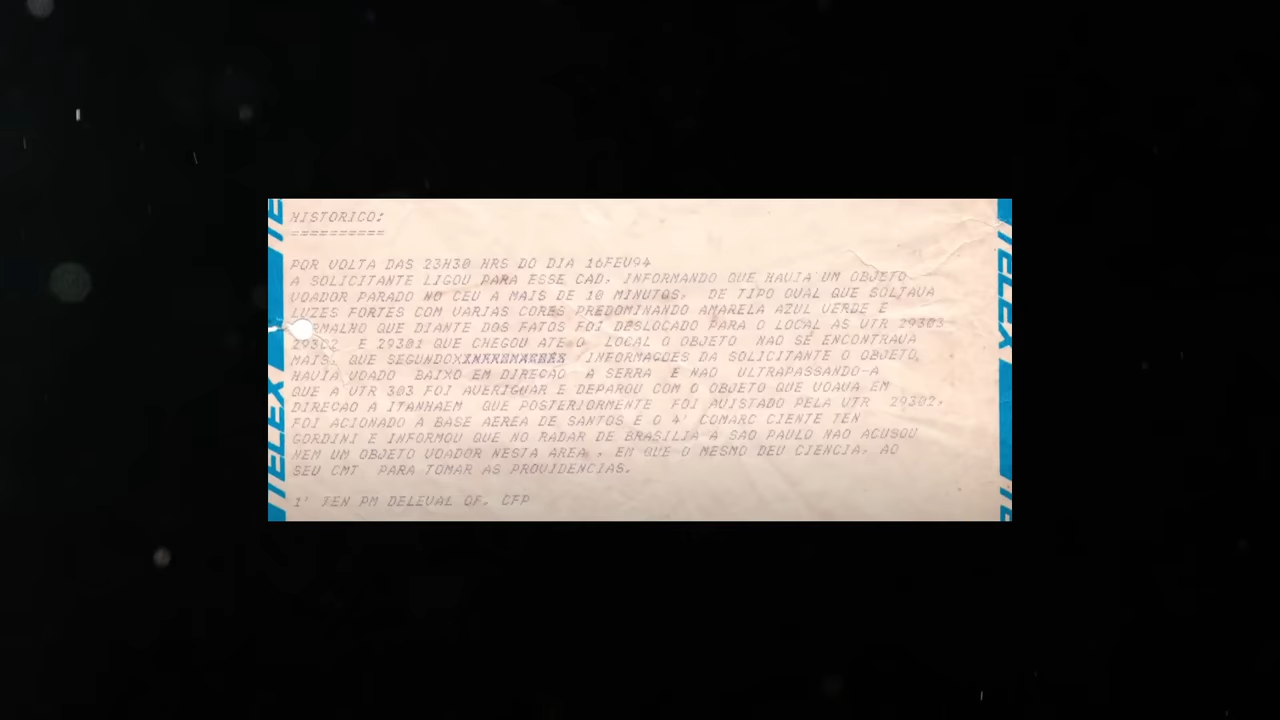 HISTORICO:
==========
POR VOLTA DAS 23H30 HRS DO DIA 16FEV94
A SOLICITANTE LIGOU PARA ESSE CAD, INFORMANDO QUE HAVIA UM OBJETO
VOADOR PARADO NO CEU A MAIS DE 10 MINUTOS, DE TIPO OVAL QUE SOLTAVA
LUZES FORTES COM VARIAS CORES PREDOMINANDO AMARELA AZUL VERDE E
QUE DIANTE DOS FATOS FOI DESLOCADO PARA O LOCAL AS VTR 29303
29302 E 29301 QUE CHEGOU ATE O LOCAL O OBJETO NAO SE ENCONTRAVA
MAIS, QUE SEGUNDO INFORMACOES DA SOLICITANTE O OBJETO
HAVIA VOADO BAIXO EM DIRECAO A SERRA E NAO ULTRAPASSANDO-A
QUE A VTR 303 FOI AVERIGUAR E DEPAROU COM O OBJETO QUE VOAVA EM
DIRECAO A ITANHAEM QUE POSTERIORMENTE FOI AVISTADO PELA VTR 29302.
FOI ACIONADO A BASE AEREA DE SANTOS E O 4' COMARC CIENTE TEN
GORDINI E INFORMOU QUE NO RADAR DE BRASILIA A SAO PAULO NAO ACUSOU
NEM UM OBJETO VOADOR NESTA AREA , EM QUE O MESMO DEU CIENCIA, AO
SEU CMT PARA TOMAR AS PROVIDENCIAS.
1' TEN PM DELEVAL OF. CFP
TELEX
TELEX